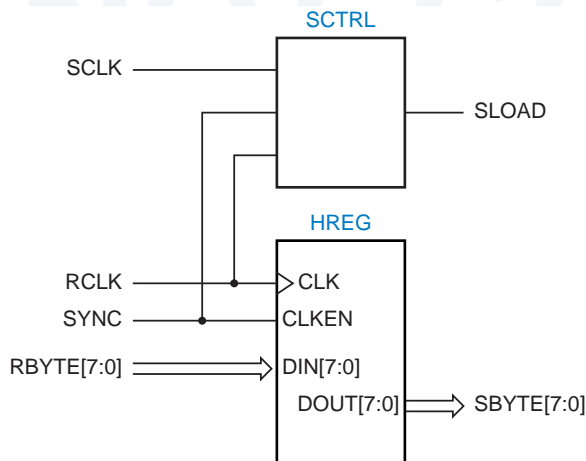 SCTRL
SCLK
SLOAD
HREG
RCLK
CLK
SYNC
CLKEN
RBYTE[7:0]
DIN[7:0]
DOUT[7:0]
SBYTE[7:0]